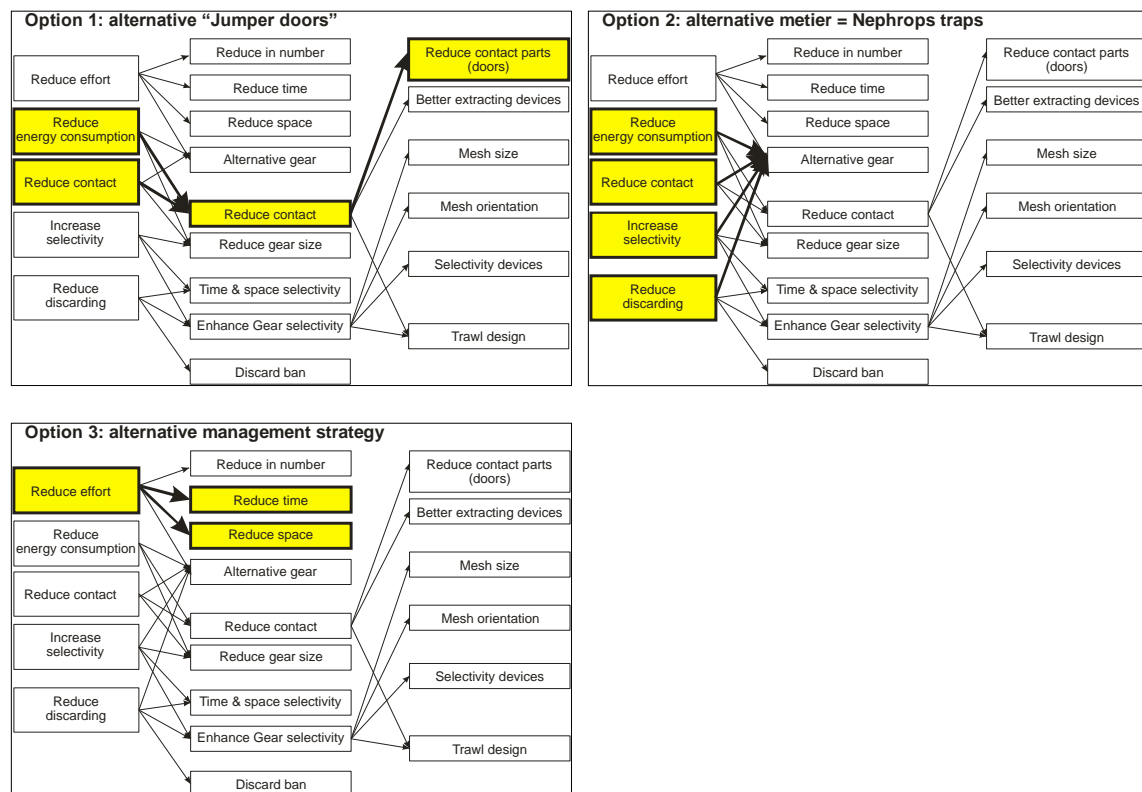 Option 1: alternative “Jumper doors”
Reduce effort
Reduce
energy consumption
Reduce contact
Increase
selectivity
Reduce
discarding
Reduce in number
Reduce time
Reduce space
Alternative gear
Reduce contact
Reduce gear size
Time & space selectivity
Enhance Gear selectivity
Discard ban
Reduce contact parts
(doors)
Better extracting devices
Mesh size
Mesh orientation
Selectivity devices
Trawl design
Option 2: alternative metier = Nephrops traps
Reduce effort
Reduce
energy consumption
Reduce contact
Increase
selectivity
Reduce
discarding
Reduce in number
Reduce time
Reduce space
Alternative gear
Reduce contact
Reduce gear size
Time & space selectivity
Enhance Gear selectivity
Discard ban
Reduce contact parts
(doors)
Better extracting devices
Mesh size
Mesh orientation
Selectivity devices
Trawl design
Option 3: alternative management strategy
Reduce effort
Reduce
energy consumption
Reduce contact
Increase
selectivity
Reduce
discarding
Reduce in number
Reduce time
Reduce space
Alternative gear
Reduce contact
Reduce gear size
Time & space selectivity
Enhance Gear selectivity
Discard ban
Reduce contact parts
(doors)
Better extracting devices
Mesh size
Mesh orientation
Selectivity devices
Trawl design